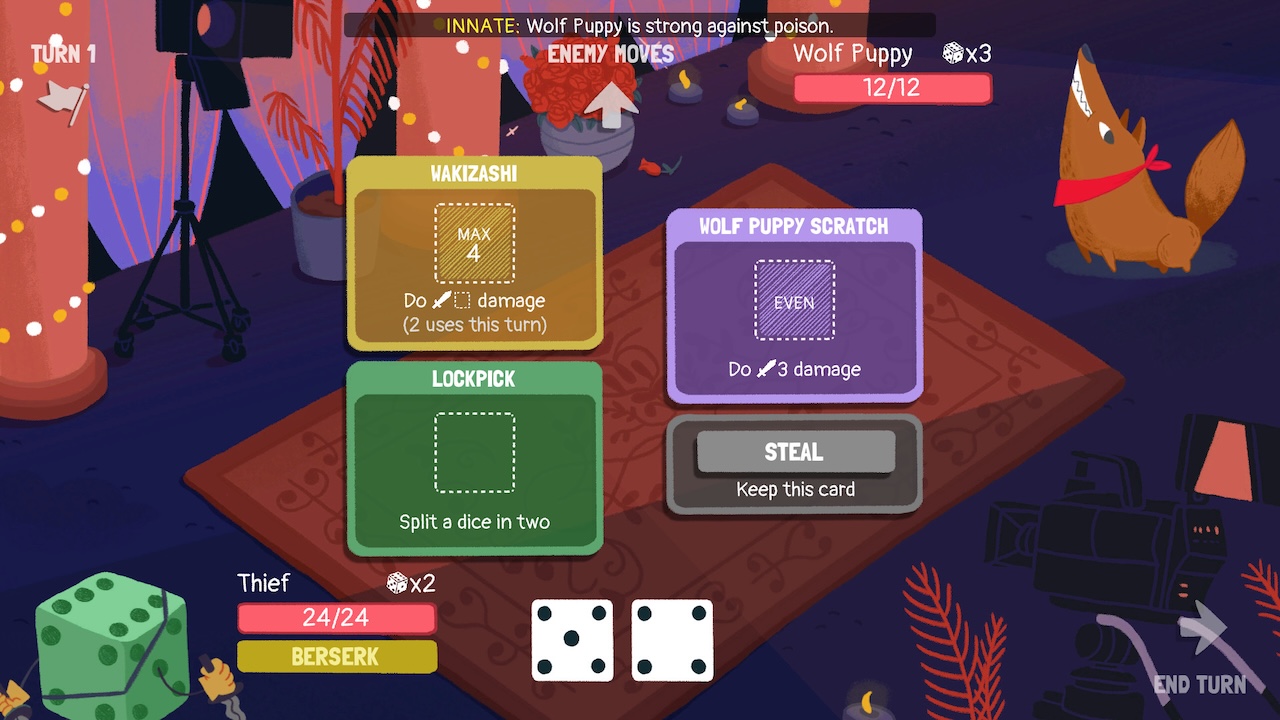 INNATE: Wolf Puppy is strong against poison.
TURN 1
ENEMY MOVES
Wolf Puppy x3
12/12
WAKIZASHI
MAX
4
Do damage
(2 uses this turn)
WOLF PUPPY SCRATCH
EVEN
Do 3 damage
LOCKPICK
Split a dice in two
STEAL
Keep this card
Thief x2
24/24
BERSERK
END TURN